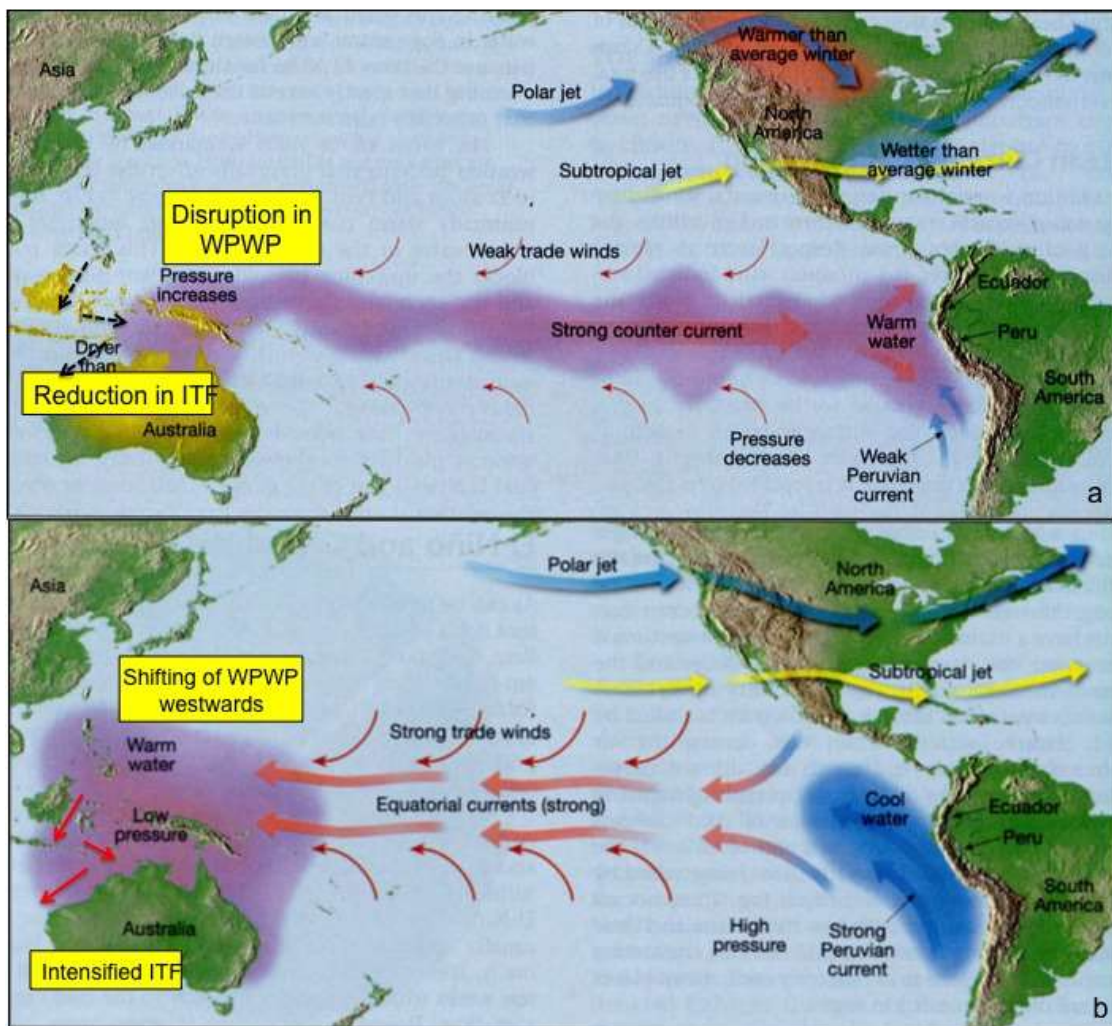 Warmer than
average winter
Asia
Polar jet
North
America
Subtropical jet
Wetter than
average winter
Disruption in
WPWP
Weak trade winds
Pressure
increases
Ecuador
Strong counter current
Warm
water
Peru
Dryer
than
Reduction in ITF
South
America
Australia
Pressure
decreases
Weak
Peruvian
current
a
Polar jet
North
America
Asia
Shifting of WPWP
westwards
Subtropical jet
Strong trade winds
Warm
water
Equatorial currents (strong)
Cool
water
Ecuador
Low
pressure
Peru
South
America
Australia
High
pressure
Strong
Peruvian
current
Intensified ITF
b